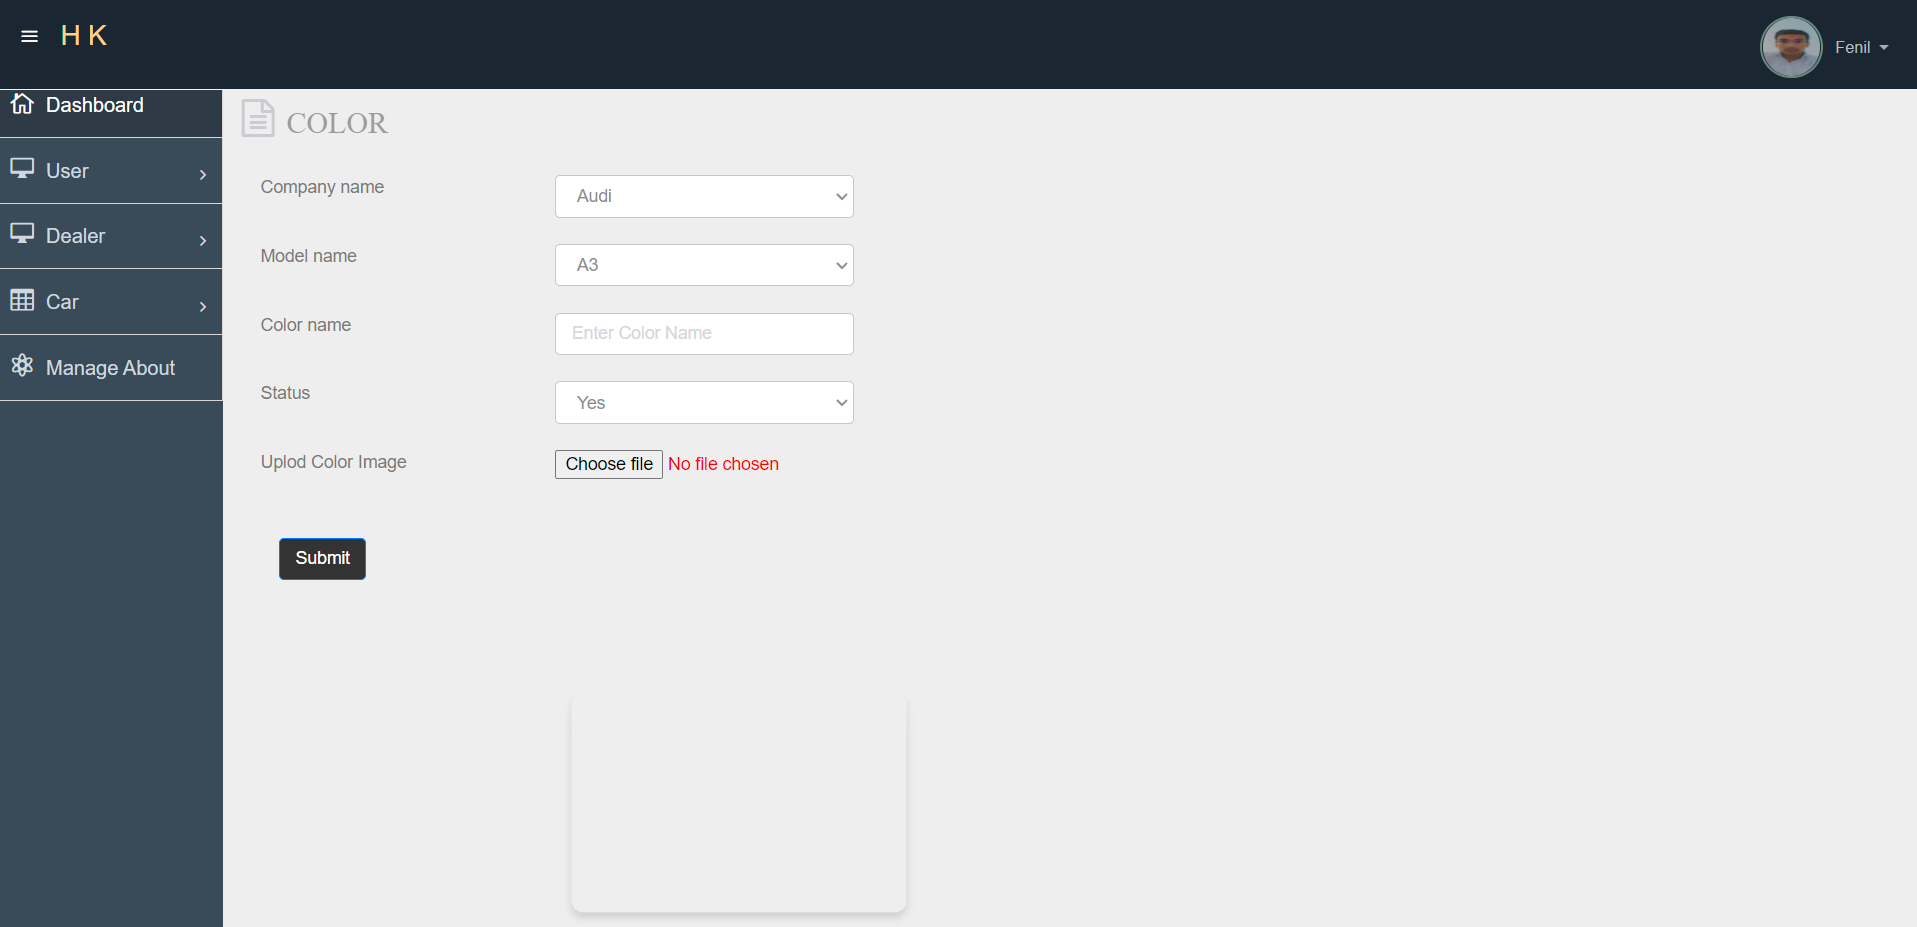 H K
Fenil
Dashboard
User
Dealer
Car
Manage About
COLOR
Company name
Audi
Model name
A3
Color name
Enter Color Name
Status
Yes
Uplod Color Image
Choose file No file chosen
Submit